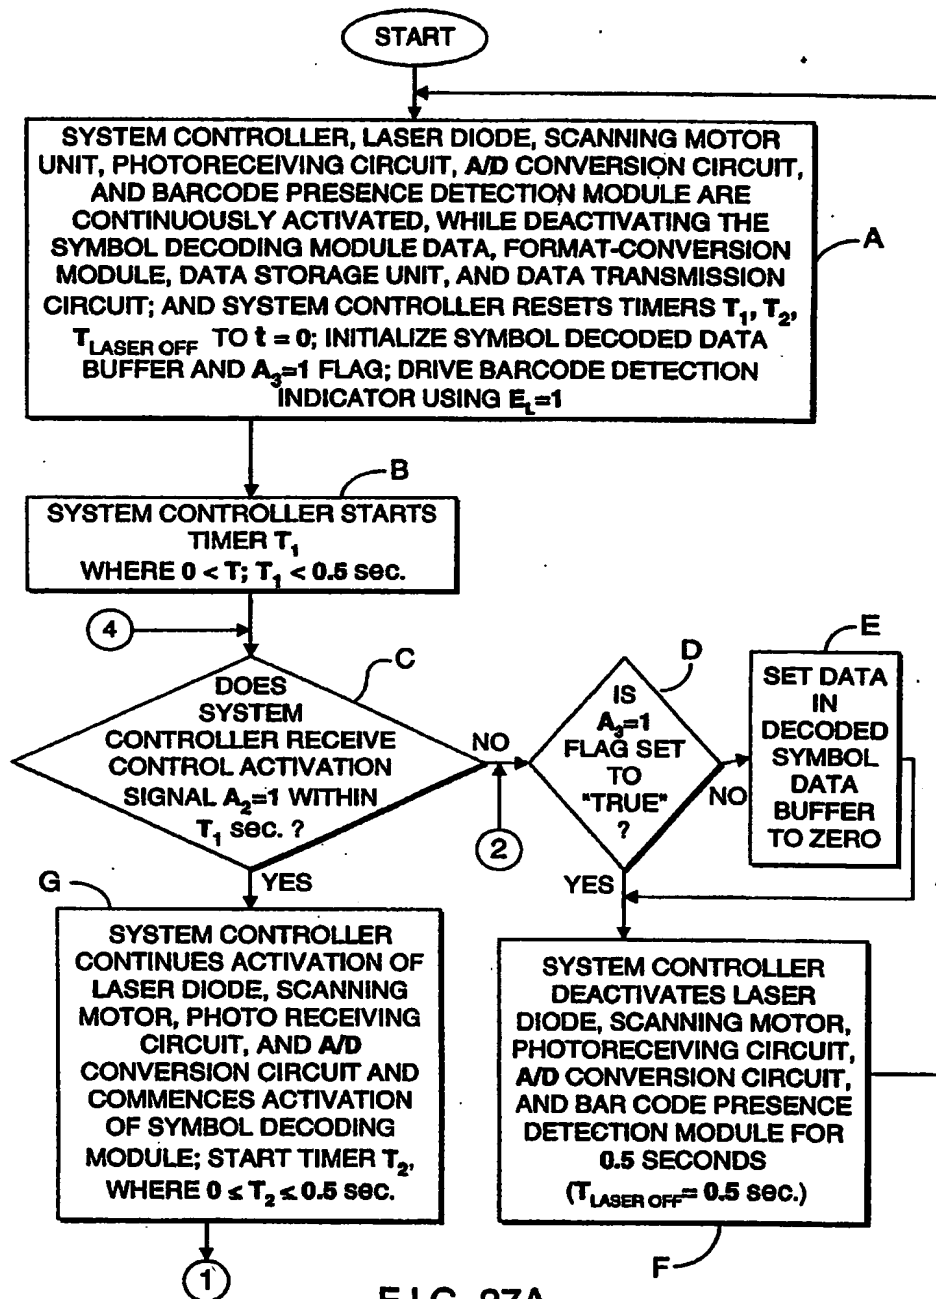 START
SYSTEM CONTROLLER, LASER DIODE, SCANNING MOTOR
UNIT, PHOTORECEIVING CIRCUIT, A/D CONVERSION CIRCUIT,
AND BARCODE PRESENCE DETECTION MODULE ARE
CONTINUOUSLY ACTIVATED, WHILE DEACTIVATING THE
SYMBOL DECODING MODULE DATA, FORMAT-CONVERSION
MODULE, DATA STORAGE UNIT, AND DATA TRANSMISSION
CIRCUIT; AND SYSTEM CONTROLLER RESETS TIMERS T₁, T₂,
T LASER OFF TO t = 0; INITIALIZE SYMBOL DECODED DATA
BUFFER AND A₃=1 FLAG; DRIVE BARCODE DETECTION
INDICATOR USING E_L=1
A
B
SYSTEM CONTROLLER STARTS
TIMER T₁
WHERE 0 < T; T₁ < 0.5 sec.
4
C
DOES
SYSTEM
CONTROLLER RECEIVE
CONTROL ACTIVATION
SIGNAL A₂=1 WITHIN
T₁ sec. ?
NO
2
YES
D
IS
A₃=1
FLAG SET
TO
"TRUE"
?
NO
YES
E
SET DATA
IN
DECODED
SYMBOL
DATA
BUFFER
TO ZERO
G
SYSTEM CONTROLLER
CONTINUES ACTIVATION OF
LASER DIODE, SCANNING
MOTOR, PHOTO RECEIVING
CIRCUIT, AND A/D
CONVERSION CIRCUIT AND
COMMENCES ACTIVATION
OF SYMBOL DECODING
MODULE; START TIMER T₂,
WHERE 0 ≤ T₂ ≤ 0.5 sec.
1
SYSTEM CONTROLLER
DEACTIVATES LASER
DIODE, SCANNING MOTOR,
PHOTORECEIVING CIRCUIT,
A/D CONVERSION CIRCUIT,
AND BAR CODE PRESENCE
DETECTION MODULE FOR
0.5 SECONDS
(T LASER OFF = 0.5 sec.)
F
FIG. 27A